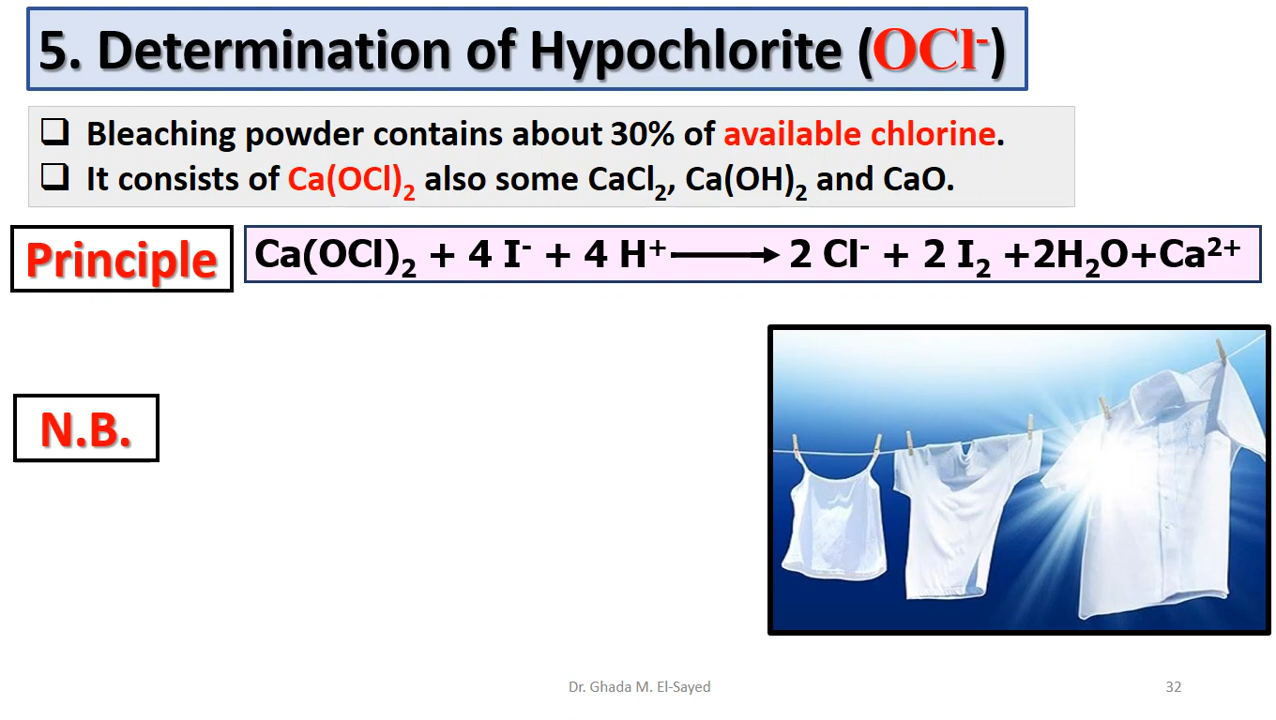 5. Determination of Hypochlorite (OCl⁻)
❑ Bleaching powder contains about 30% of available chlorine.
❑ It consists of Ca(OCl)₂ also some CaCl₂, Ca(OH)₂ and CaO.
Principle
Ca(OCl)₂ + 4 I⁻ + 4 H⁺ ⟶ 2 Cl⁻ + 2 I₂ +2H₂O+Ca²⁺
N.B.
Dr. Ghada M. El-Sayed
32